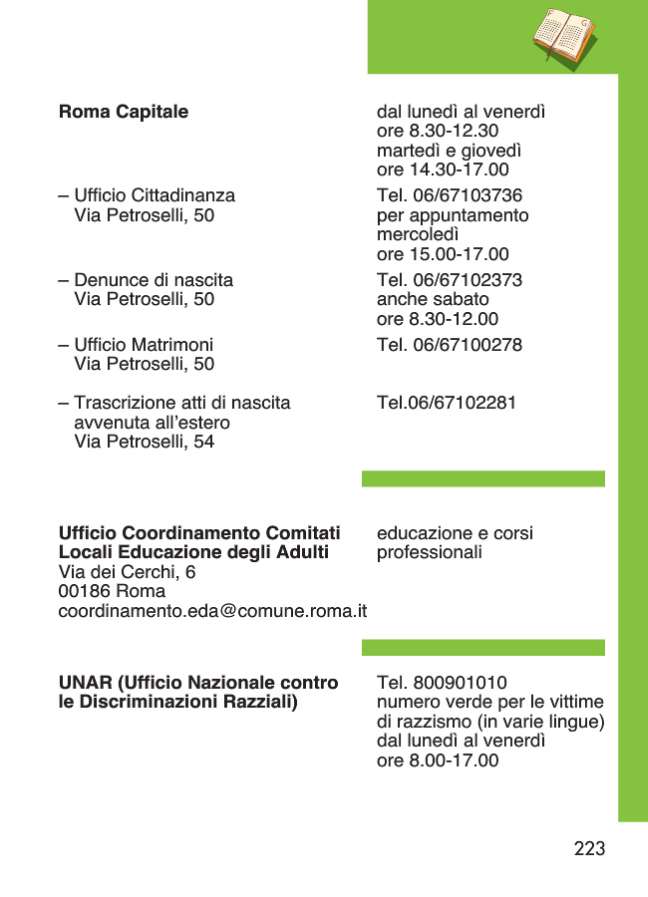 F G
Roma Capitale
dal lunedì al venerdì
ore 8.30-12.30
martedì e giovedì
ore 14.30-17.00
– Ufficio Cittadinanza
Via Petroselli, 50
Tel. 06/67103736
per appuntamento
mercoledì
ore 15.00-17.00
– Denunce di nascita
Via Petroselli, 50
Tel. 06/67102373
anche sabato
ore 8.30-12.00
– Ufficio Matrimoni
Via Petroselli, 50
Tel. 06/67100278
– Trascrizione atti di nascita
avvenuta all'estero
Via Petroselli, 54
Tel.06/67102281
Ufficio Coordinamento Comitati
Locali Educazione degli Adulti
Via dei Cerchi, 6
00186 Roma
coordinamento.eda@comune.roma.it
educazione e corsi
professionali
UNAR (Ufficio Nazionale contro
le Discriminazioni Razziali)
Tel. 800901010
numero verde per le vittime
di razzismo (in varie lingue)
dal lunedì al venerdì
ore 8.00-17.00
223